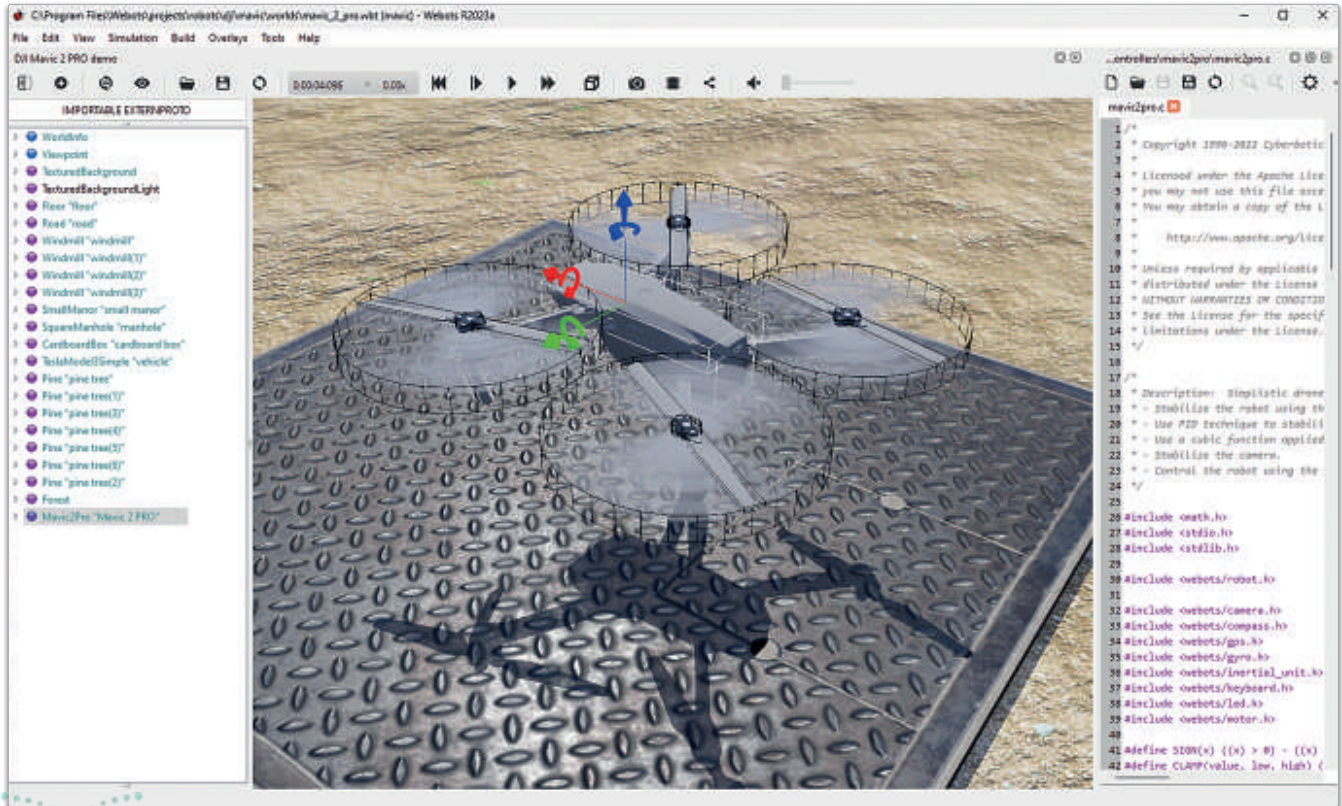 C:\Program Files\Webots\projects\robots\dji\mavic\worlds\mavic_2_pro.wbt (mavic) - Webots R2023a
File Edit View Simulation Build Overlays Tools Help
DJI Mavic 2 PRO demo
0:00:04:096 - 0.00x
IMPORTABLE EXTERNPROTO
WorldInfo
Viewpoint
TexturedBackground
TexturedBackgroundLight
Floor "floor"
Road "road"
Windmill "windmill"
Windmill "windmill(1)"
Windmill "windmill(2)"
Windmill "windmill(3)"
SmallManor "small manor"
SquareManhole "manhole"
CardboardBox "cardboard box"
TeslaModel3Simple "vehicle"
Pine "pine tree"
Pine "pine tree(1)"
Pine "pine tree(3)"
Pine "pine tree(4)"
Pine "pine tree(5)"
Pine "pine tree(6)"
Pine "pine tree(2)"
Forest
Mavic2Pro "Mavic 2 PRO"
...ontrollers\mavic2pro\mavic2pro.c
mavic2pro.c
1 /*
2 * Copyright 1996-2022 Cyberbotic
3 *
4 * Licensed under the Apache Lice
5 * you may not use this file exce
6 * You may obtain a copy of the L
7 *
8 * http://www.apache.org/lice
9 *
10 * Unless required by applicable
11 * distributed under the License
12 * WITHOUT WARRANTIES OR CONDITIO
13 * See the License for the specif
14 * limitations under the License.
15 */
16
17 /*
18 * Description: Simplistic drone
19 * - Stabilize the robot using th
20 * - Use PID technique to stabili
21 * - Use a cubic function applied
22 * - Stabilize the camera.
23 * - Control the robot using the
24 */
25
26 #include <math.h>
27 #include <stdio.h>
28 #include <stdlib.h>
29
30 #include <webots/robot.h>
31
32 #include <webots/camera.h>
33 #include <webots/compass.h>
34 #include <webots/gps.h>
35 #include <webots/gyro.h>
36 #include <webots/inertial_unit.h>
37 #include <webots/keyboard.h>
38 #include <webots/led.h>
39 #include <webots/motor.h>
40
41 #define SIGN(x) ((x) > 0) - ((x)
42 #define CLAMP(value, low, high) (